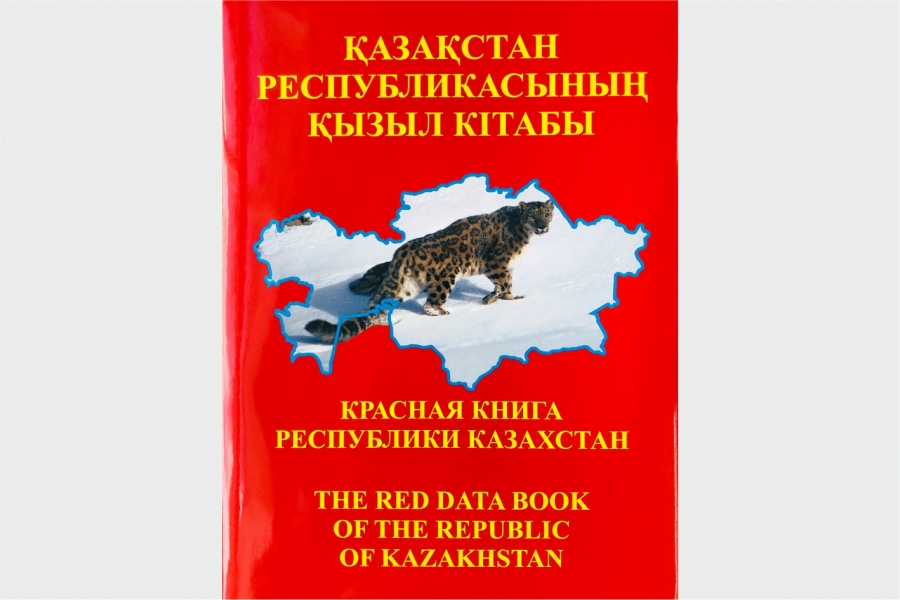 ҚАЗАҚСТАН
РЕСПУБЛИКАСЫНЫҢ
ҚЫЗЫЛ КІТАБЫ
КРАСНАЯ КНИГА
РЕСПУБЛИКИ КАЗАХСТАН
THE RED DATA BOOK
OF THE REPUBLIC
OF KAZAKHSTAN